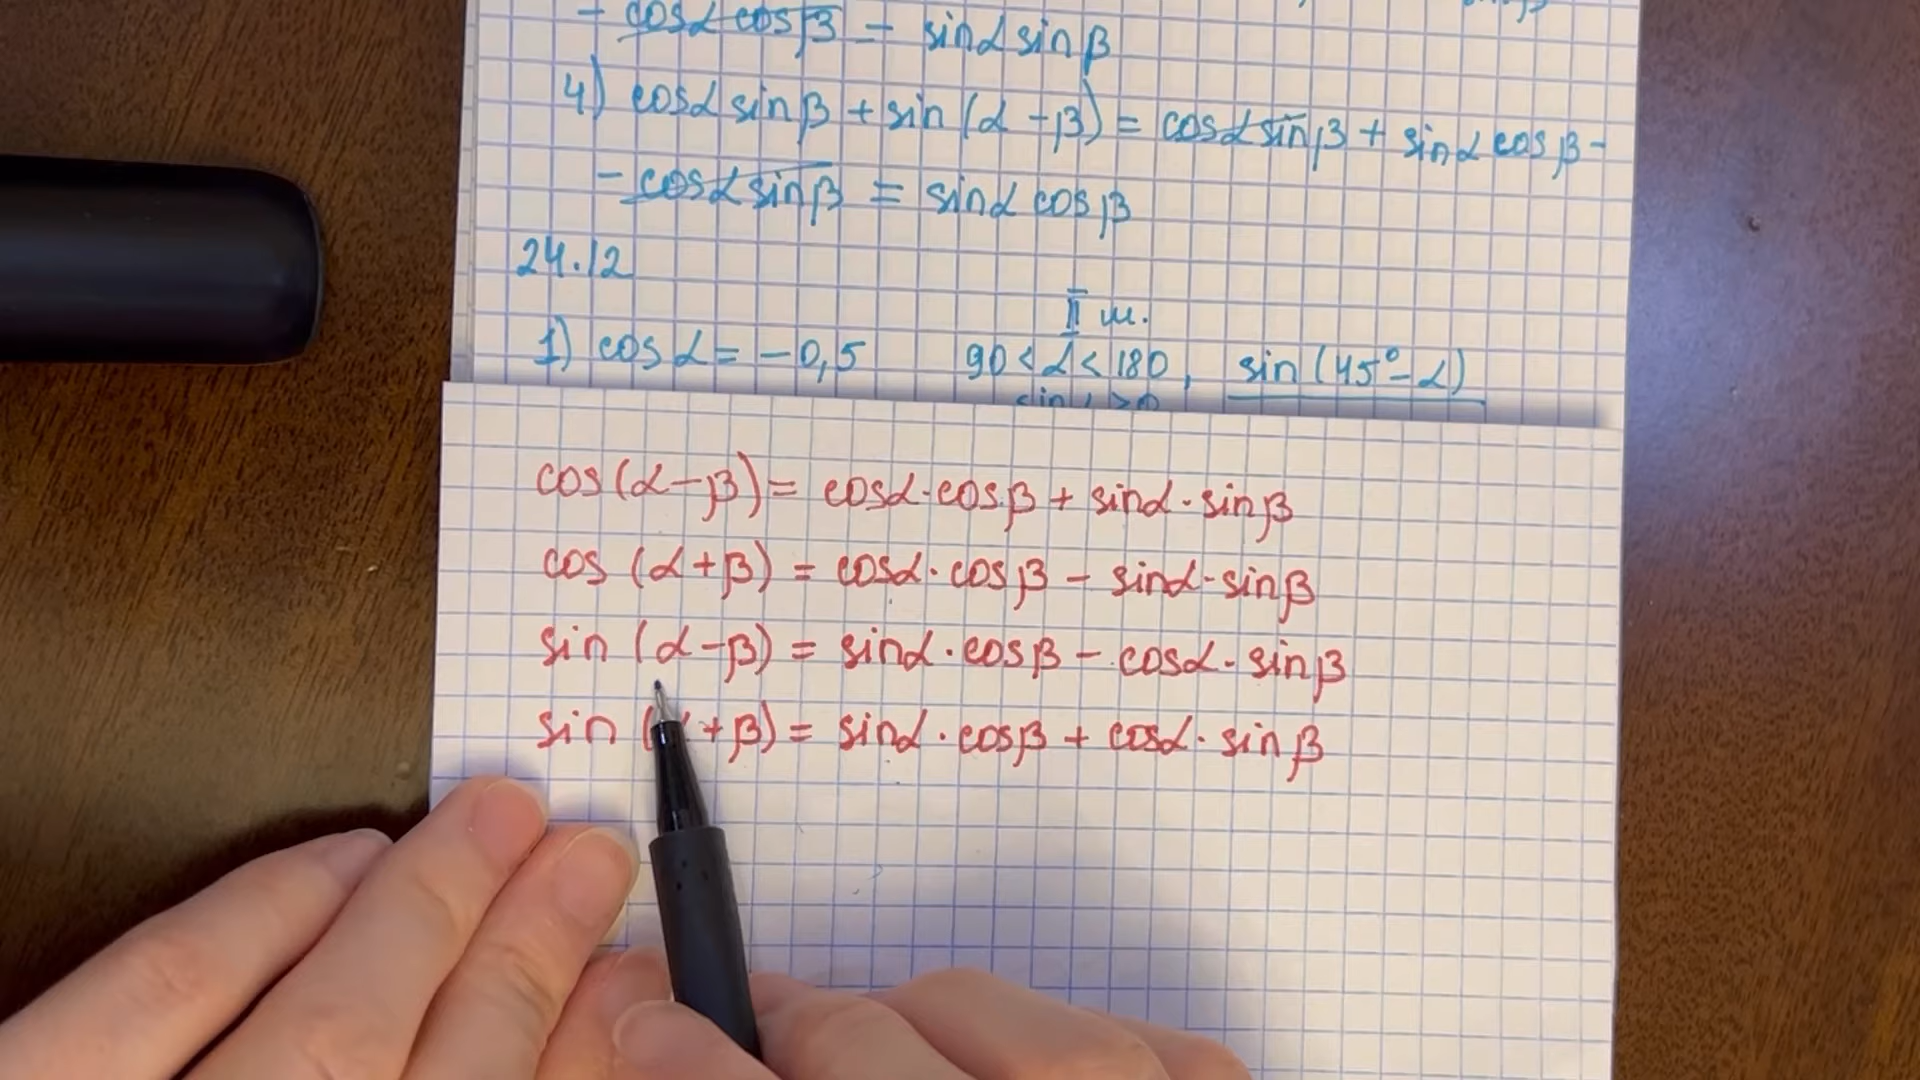 - cosα cosβ = sinα sinβ
4) cosα sinβ + sin (α - β) = cosα sinβ + sinα cosβ -
- cosα sinβ = sinα cosβ
24.12
II ч.
1) cosα = -0,5 90 < α < 180, sin (45° - α)
cos (α - β) = cosα · cosβ + sinα · sinβ
cos (α + β) = cosα · cosβ - sinα · sinβ
sin (α - β) = sinα · cosβ - cosα · sinβ
sin ( + β) = sinα · cosβ + cosα · sinβ